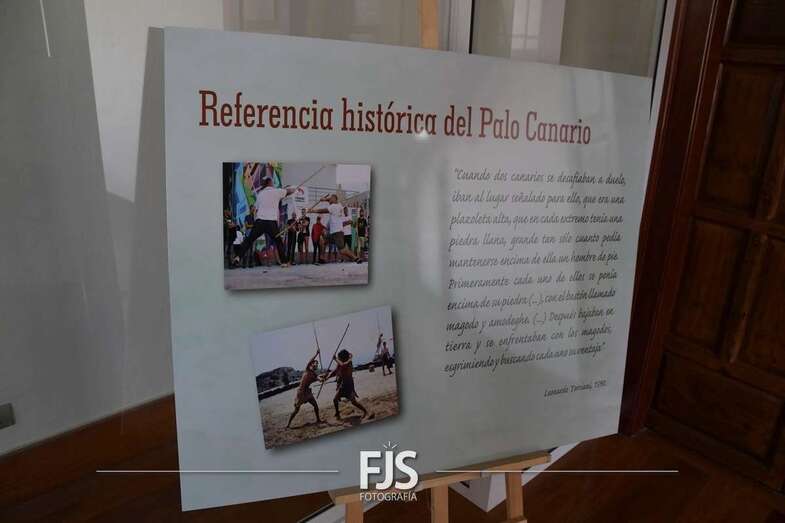 Referencia histórica del Palo Canario
"Cuando dos canarios se desafiaban a duelo,
iban al lugar señalado para ello, que era una
plazoleta alta, que en cada extremo tenía una
piedra llana, grande tan sólo cuanto podía
mantenerse encima de ella un hombre de pie.
Primeramente cada uno de ellos se ponía
encima de su piedra (...), con el bastón llamado
magodo y amodeghe. (...) Después bajaban en
tierra y se enfrentaban con los magodos,
esgrimiendo y buscando cada uno su ventaja"
Leonardo Torriani, 1592.
FJS
FOTOGRAFÍA